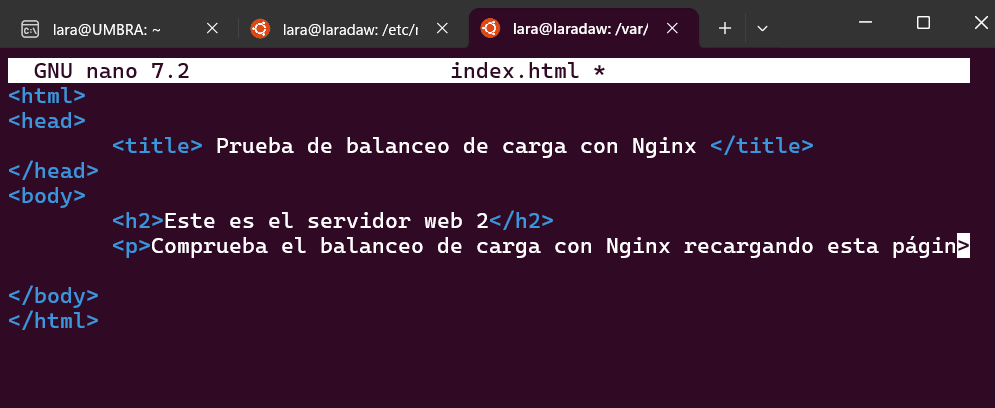 lara@UMBRA: ~
lara@laradaw: /etc/r
lara@laradaw: /var/
GNU nano 7.2 index.html *
<html>
<head>
<title> Prueba de balanceo de carga con Nginx </title>
</head>
<body>
<h2>Este es el servidor web 2</h2>
<p>Comprueba el balanceo de carga con Nginx recargando esta págin>
</body>
</html>